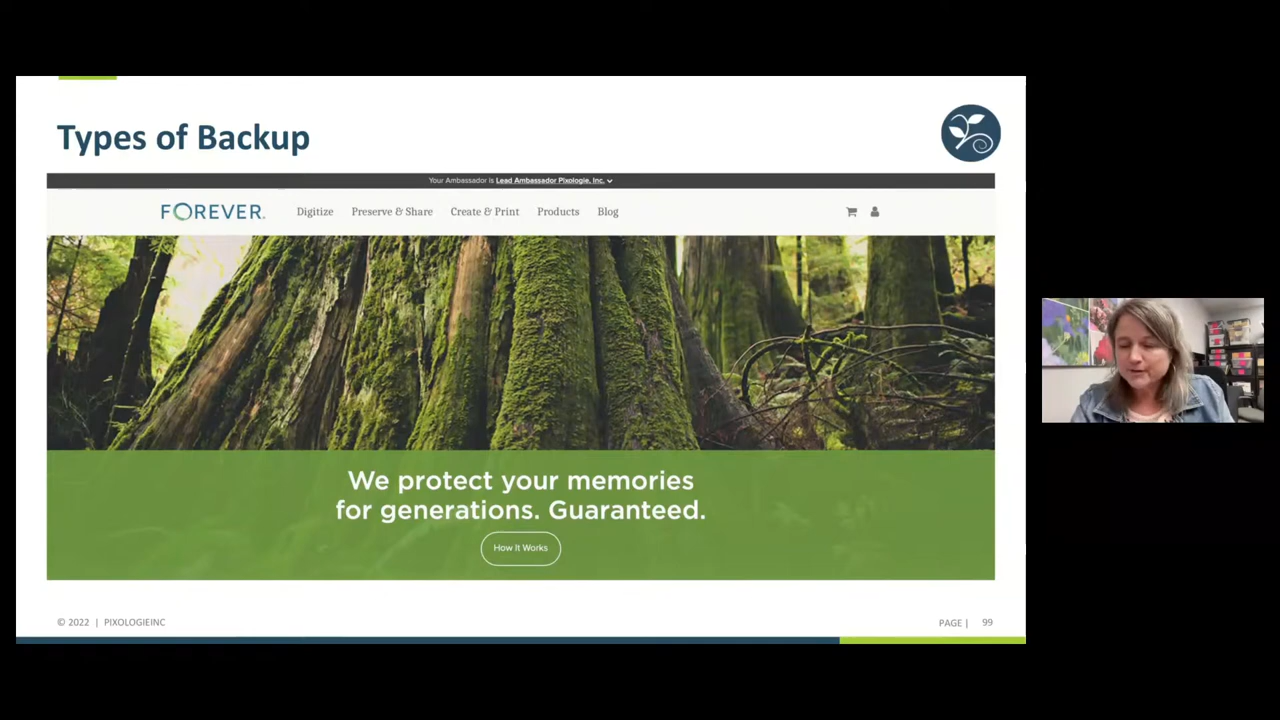 Types of Backup
Your Ambassador is Lead Ambassador Pixologie, Inc.
FOREVER. Digitize Preserve & Share Create & Print Products Blog
We protect your memories
for generations. Guaranteed.
How It Works
© 2022 | PIXOLOGIEINC PAGE | 99